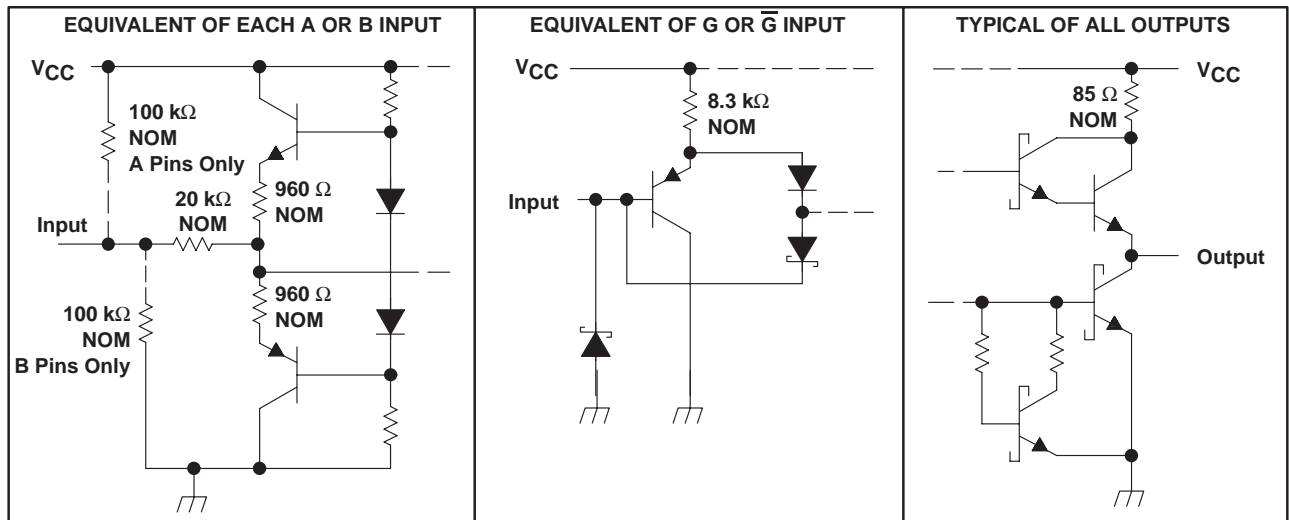 EQUIVALENT OF EACH A OR B INPUT
VCC
100 kΩ
NOM
A Pins Only
20 kΩ
NOM
960 Ω
NOM
Input
960 Ω
NOM
100 kΩ
NOM
B Pins Only
EQUIVALENT OF G OR G̅ INPUT
VCC
8.3 kΩ
NOM
Input
TYPICAL OF ALL OUTPUTS
VCC
85 Ω
NOM
Output